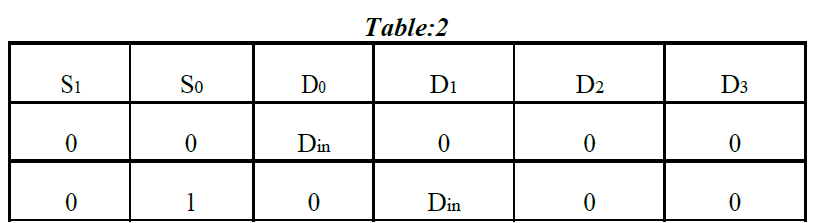 Table:2
S1 S0 D0 D1 D2 D3
0 0 Din 0 0 0
0 1 0 Din 0 0